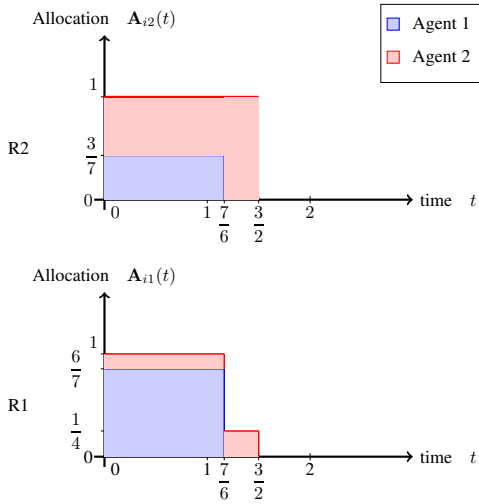 Allocation A_{i2}(t)
Agent 1
Agent 2
1
R2
3/7
0
0 1 7/6 3/2 2
time t
Allocation A_{i1}(t)
1
6/7
R1
1/4
0
0 1 7/6 3/2 2
time t